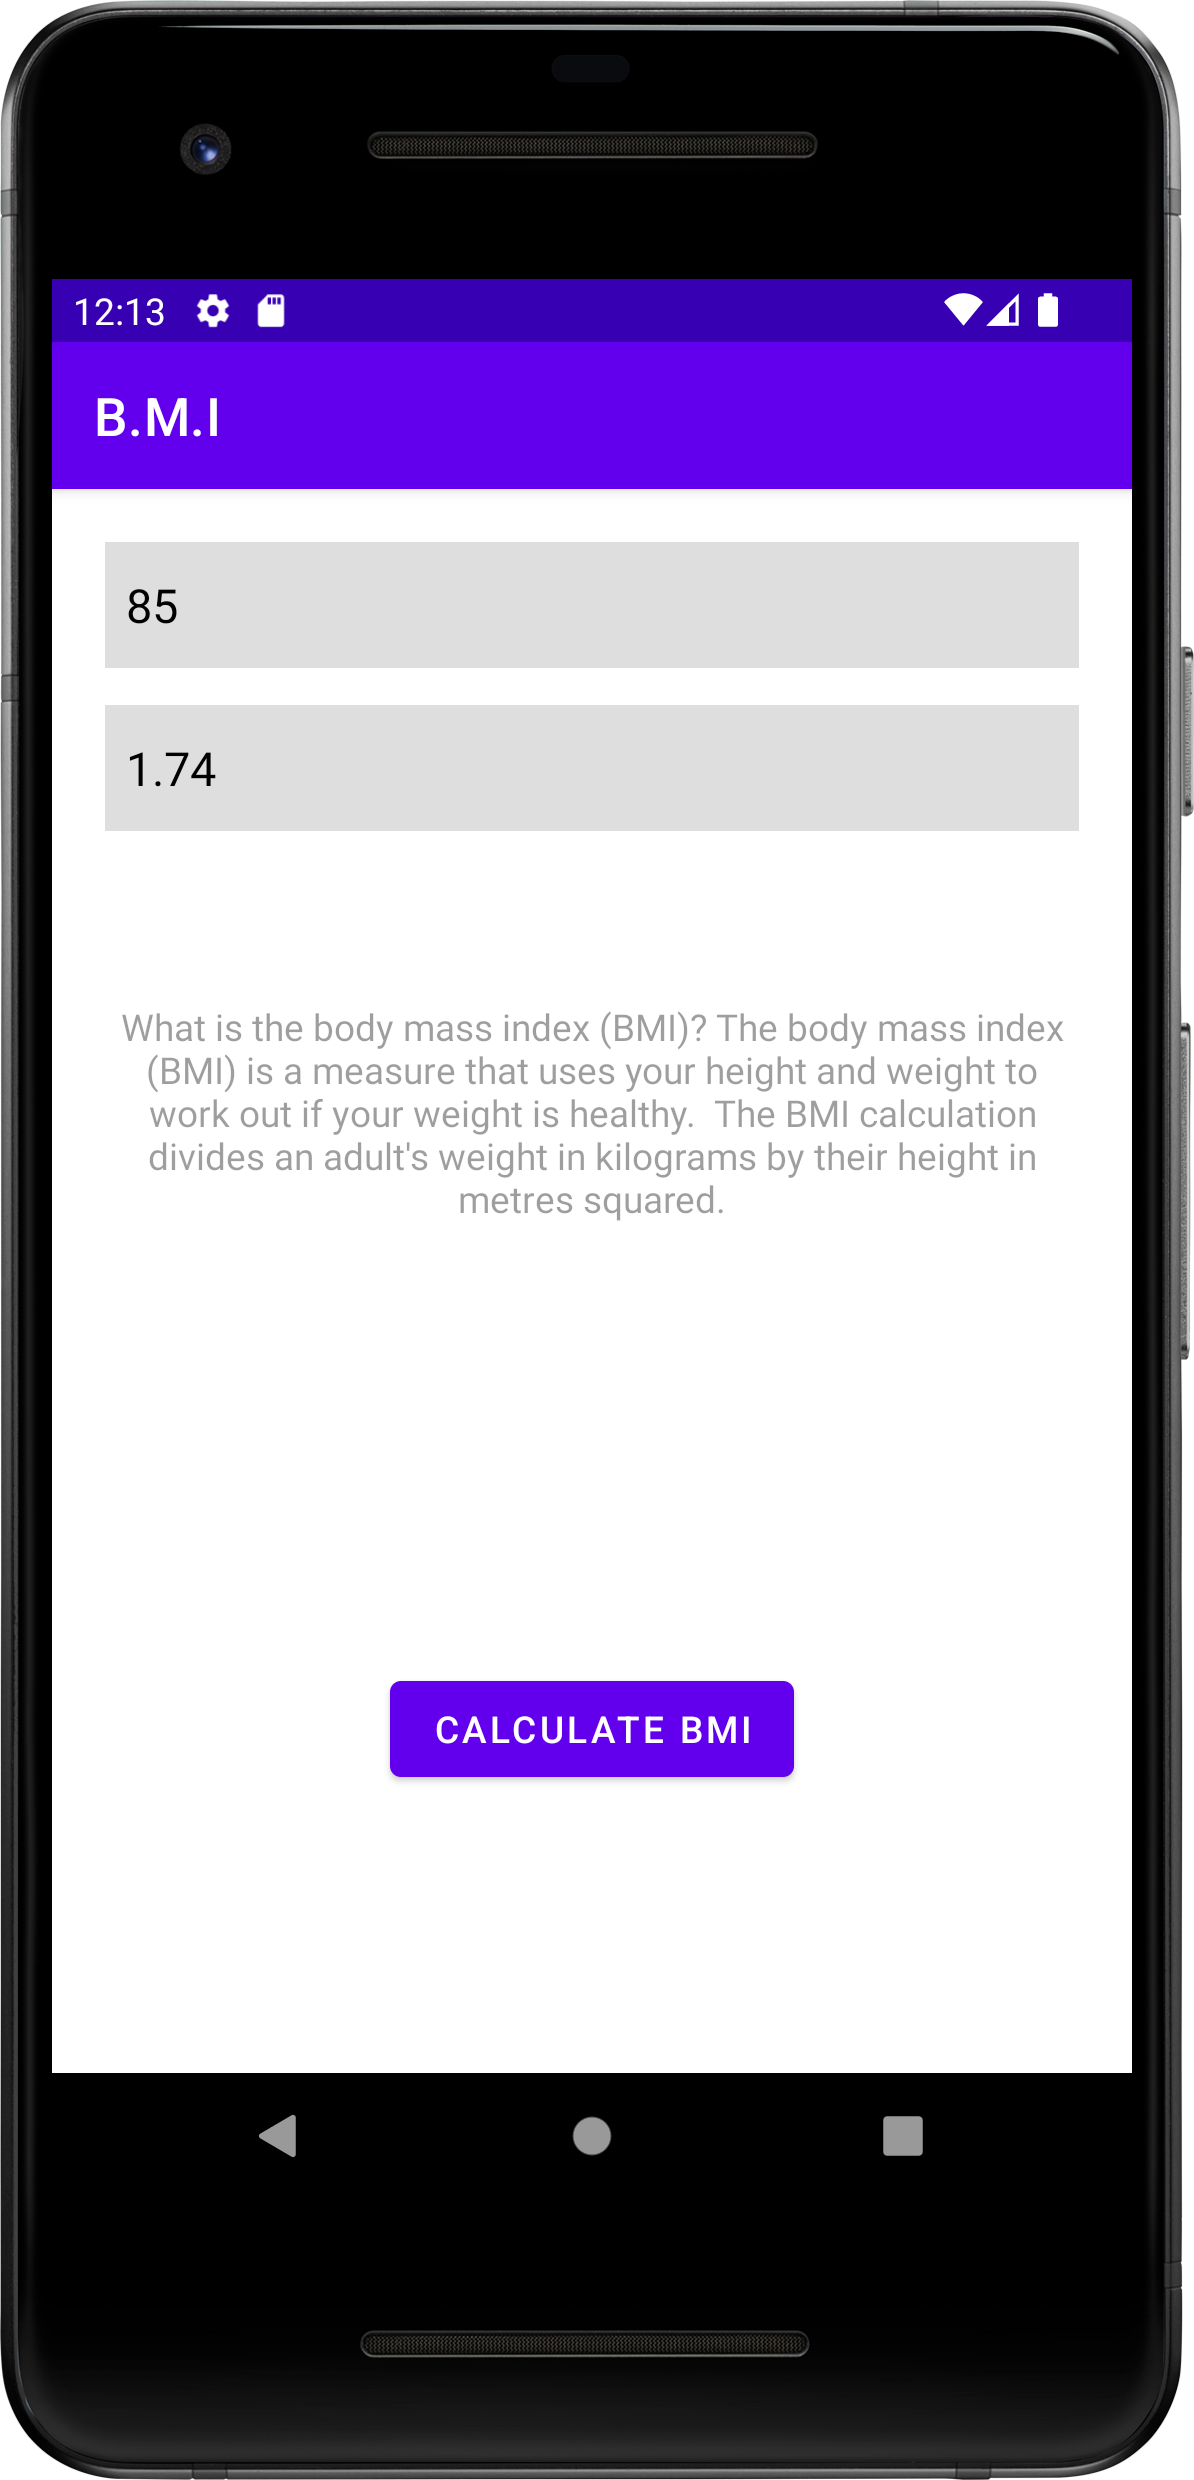 12:13
B.M.I
85
1.74
What is the body mass index (BMI)? The body mass index
(BMI) is a measure that uses your height and weight to
work out if your weight is healthy.  The BMI calculation
divides an adult's weight in kilograms by their height in
metres squared.
CALCULATE BMI